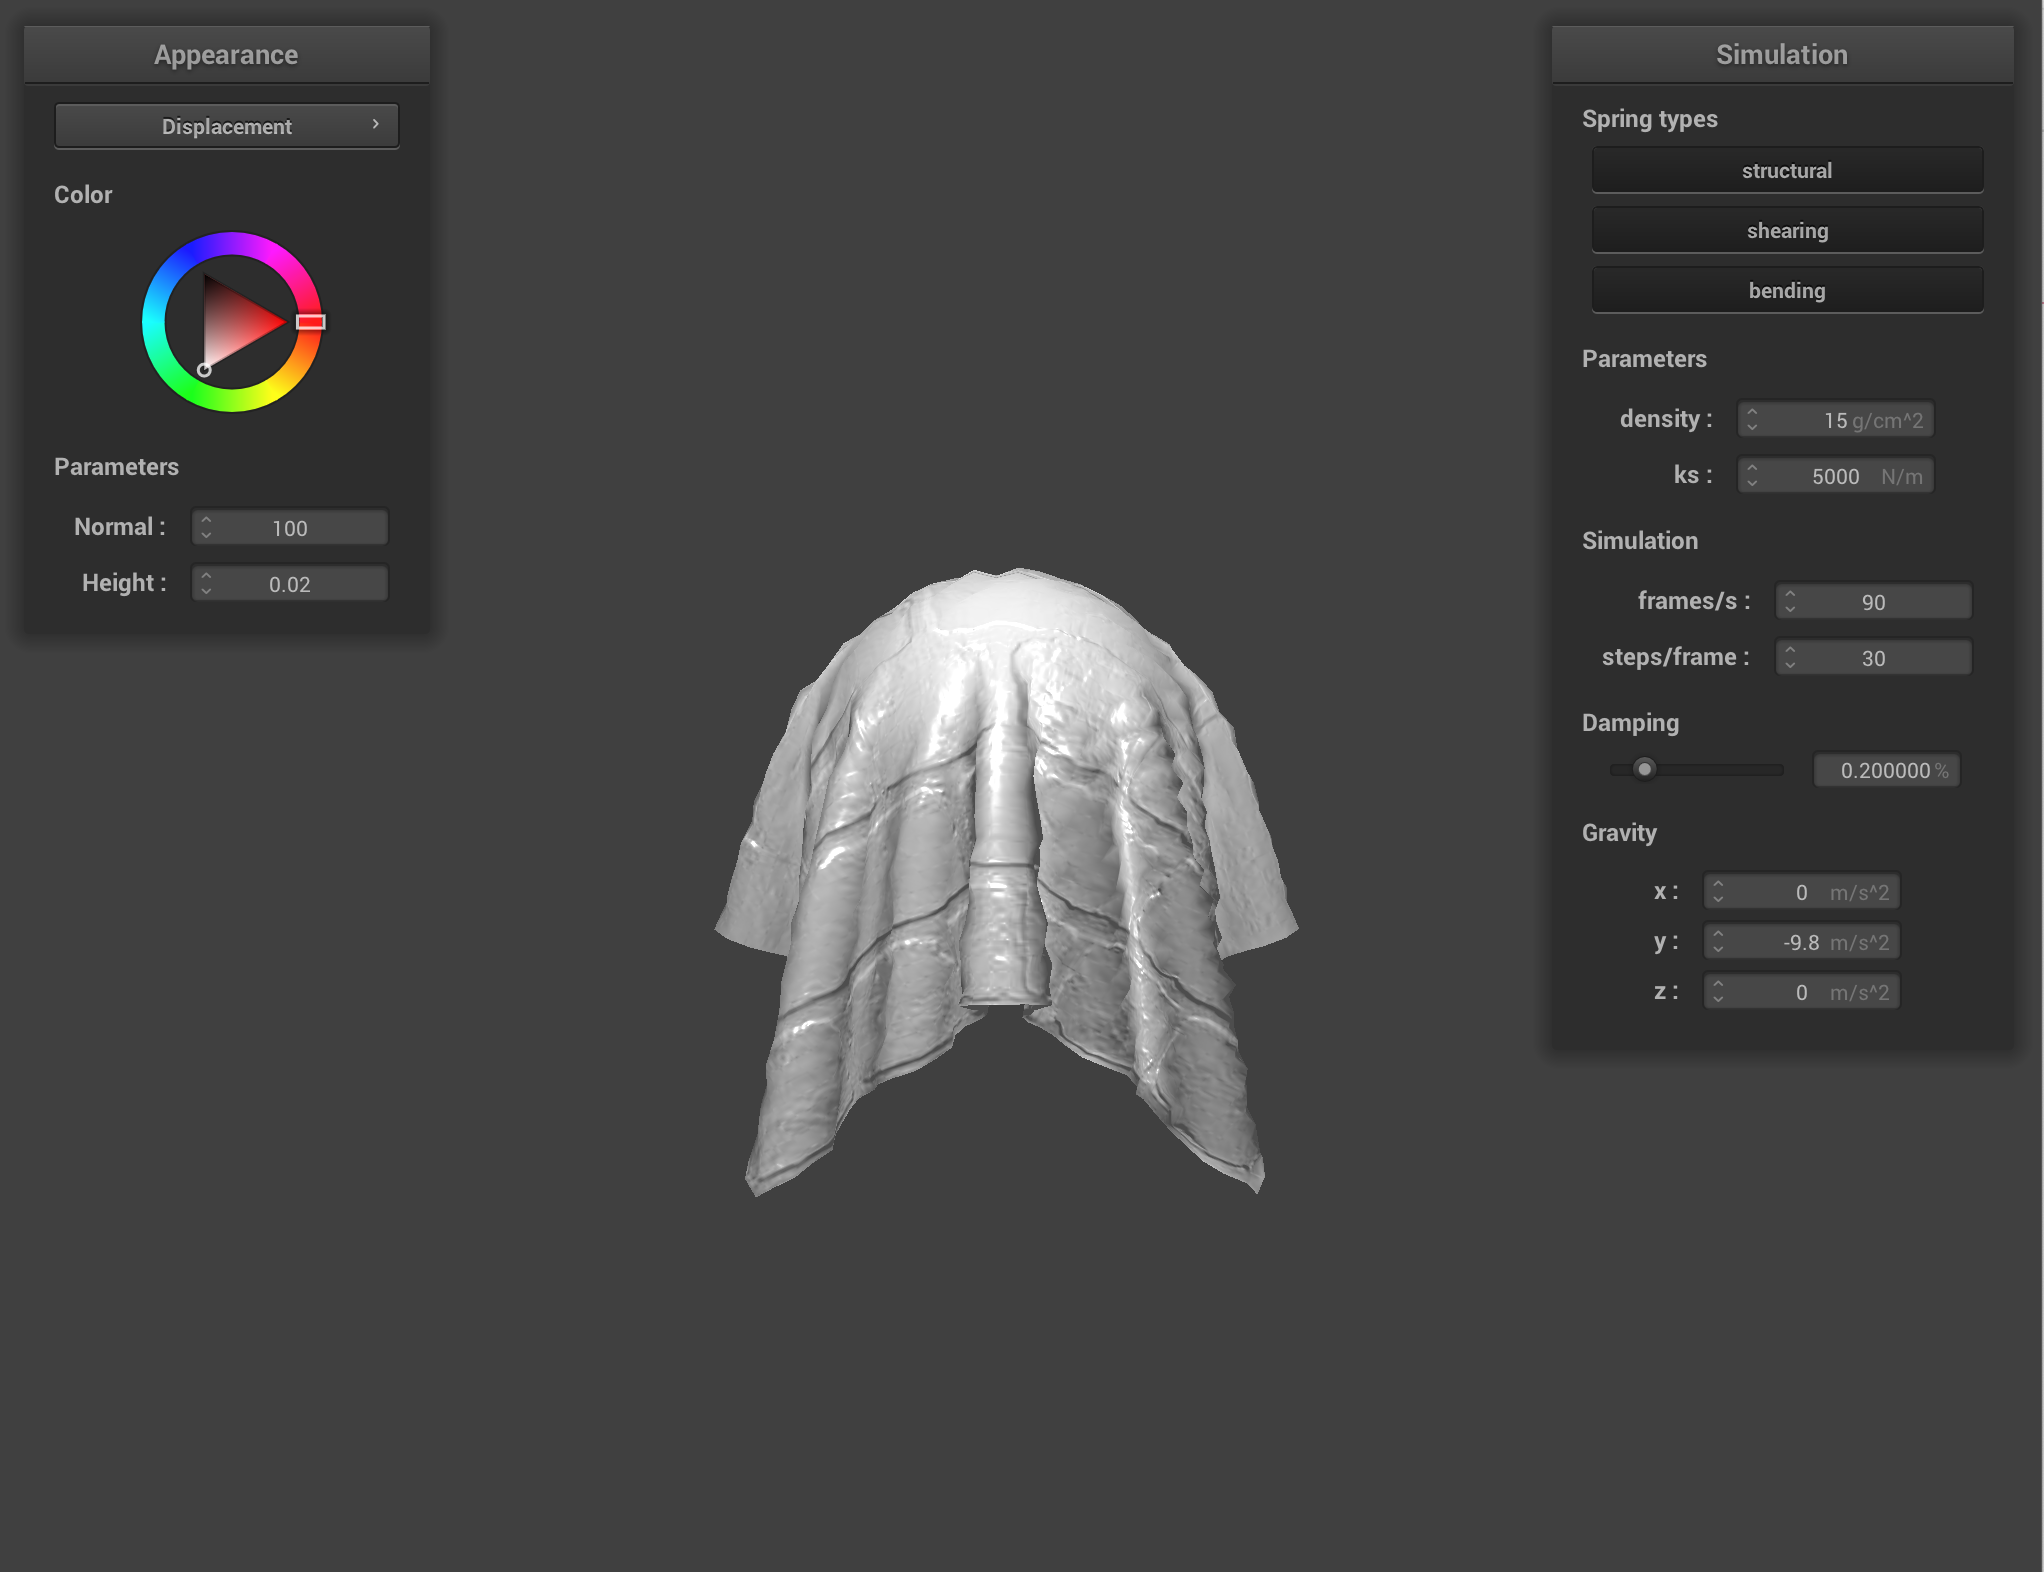 Appearance
Displacement
Color
Parameters
Normal : 100
Height : 0.02
Simulation
Spring types
structural
shearing
bending
Parameters
density : 15 g/cm^2
ks : 5000 N/m
Simulation
frames/s : 90
steps/frame : 30
Damping
0.200000 %
Gravity
x : 0 m/s^2
y : -9.8 m/s^2
z : 0 m/s^2